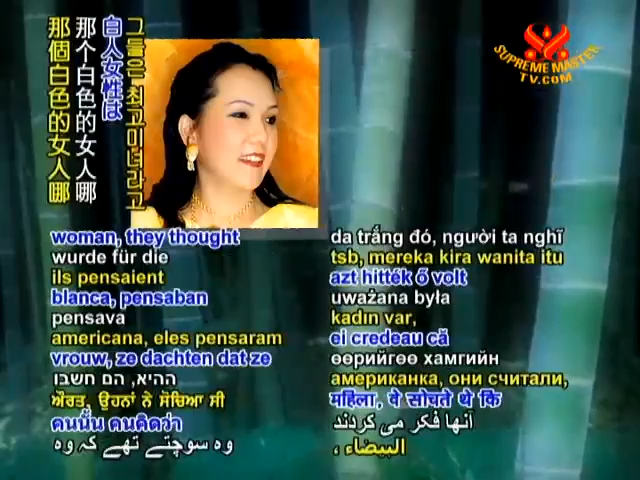 그들은 최고미녀라고
白人女性は
那个白色的女人哪
那個白色的女人哪
SUPREME MASTER
TV.COM
woman, they thought
wurde für die
ils pensaient
blanca, pensaban
pensava
americana, eles pensaram
vrouw, ze dachten dat ze
ההיא, הם חשבו
ਔਰਤ, ਉਹਨਾਂ ਨੇ ਸੋਚਿਆ ਸੀ
คนนั้น คนคิดว่า
وہ سوچتے تھے کہ وہ
da trắng đó, người ta nghĩ
tsb, mereka kira wanita itu
azt hitték ő volt
uważana była
kadın var,
ei credeau că
өөрийгөө хамгийн
американка, они считали,
महिला, वे सोचते थे कि
آنها فکر می کردند
البيضاء ،